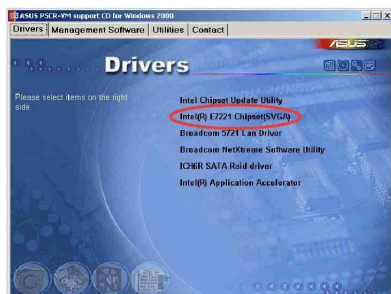 ASUS P5CR-VM support CD for Windows 2000
Drivers Management Software Utilities Contact
ASUS
Drivers
Please select items on the right side.
Intel Chipset Update Utility
Intel(R) E7221 Chipset(SVGA)
Broadcom 5721 Lan Driver
Broadcom NetXtreme Software Utility
ICH6R SATA Raid driver
Intel(R) Application Accelerator